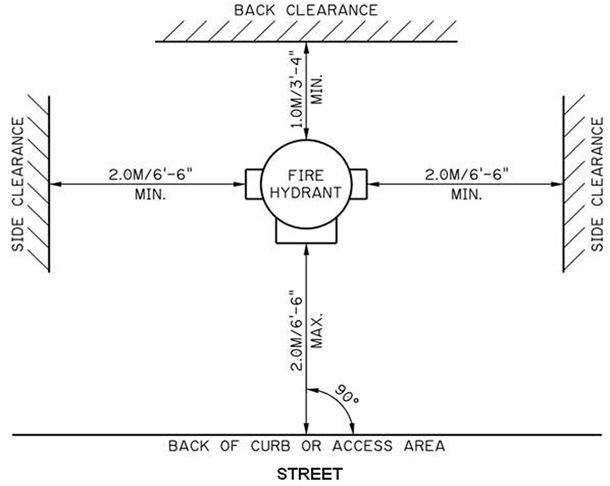 BACK CLEARANCE
1.0M/3'-4"
MIN.
SIDE CLEARANCE
2.0M/6'-6"
MIN.
FIRE
HYDRANT
2.0M/6'-6"
MIN.
SIDE CLEARANCE
2.0M/6'-6"
MAX.
90°
BACK OF CURB OR ACCESS AREA
STREET